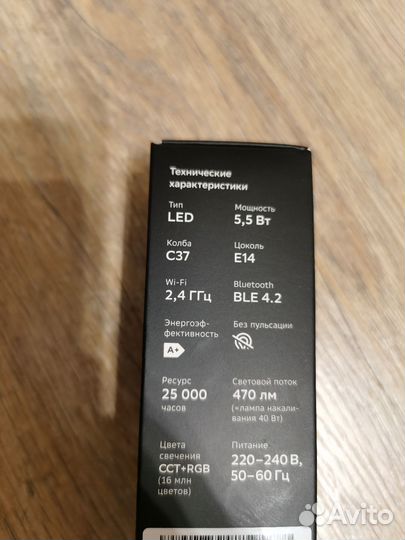 Технические
характеристики
Тип
LED
Мощность
5,5 Вт
Колба
C37
Цоколь
E14
Wi-Fi
2,4 ГГц
Bluetooth
BLE 4.2
Энергоэф-
фективность
A+
Без пульсации
Ресурс
25 000
часов
Световой поток
470 лм
(≈лампа накали-
вания 40 Вт)
Цвета
свечения
CCT+RGB
(16 млн
цветов)
Питание
220–240 В,
50–60 Гц
Avito